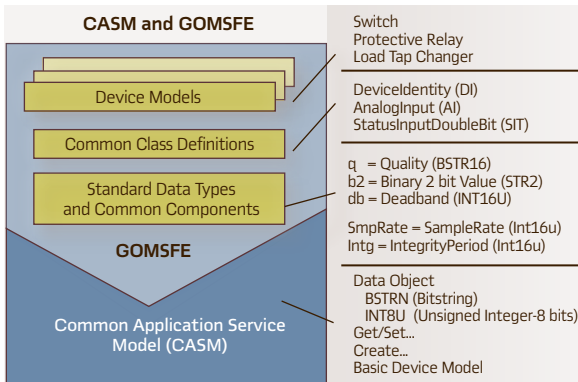 CASM and GOMSFE
Device Models
Common Class Definitions
Standard Data Types
and Common Components
GOMSFE
Common Application Service
Model (CASM)
Switch
Protective Relay
Load Tap Changer
DeviceIdentity (DI)
AnalogInput (AI)
StatusInputDoubleBit (SIT)
q = Quality (BSTR16)
b2 = Binary 2 bit Value (STR2)
db = Deadband (INT16U)
SmpRate = SampleRate (Int16u)
Intg = IntegrityPeriod (Int16u)
Data Object
BSTRN (Bitstring)
INT8U (Unsigned Integer-8 bits)
Get/Set...
Create...
Basic Device Model